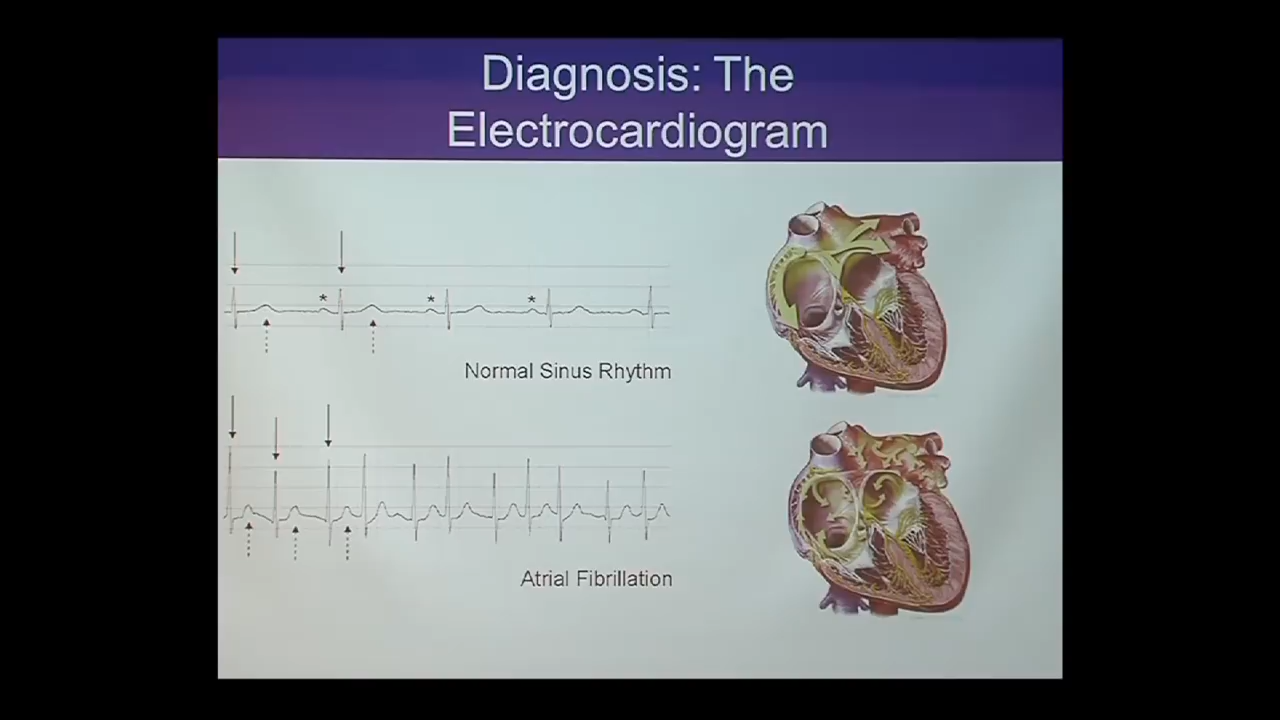 Diagnosis: The
Electrocardiogram
* * *
Normal Sinus Rhythm
Atrial Fibrillation